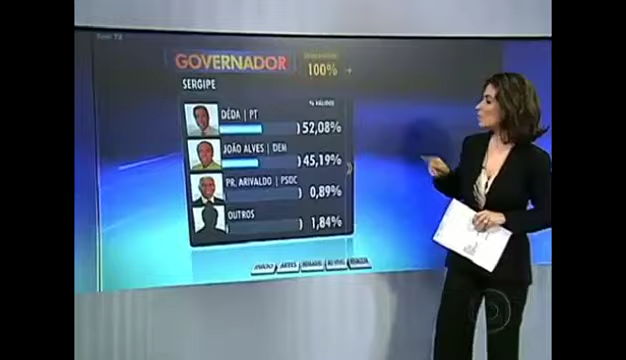 GOVERNADOR
100%
SERGIPE
% VÁLIDOS
DÉDA | PT
52,08%
JOÃO ALVES | DEM
45,19%
PR. ARIVALDO | PSDC
0,89%
OUTROS
1,84%